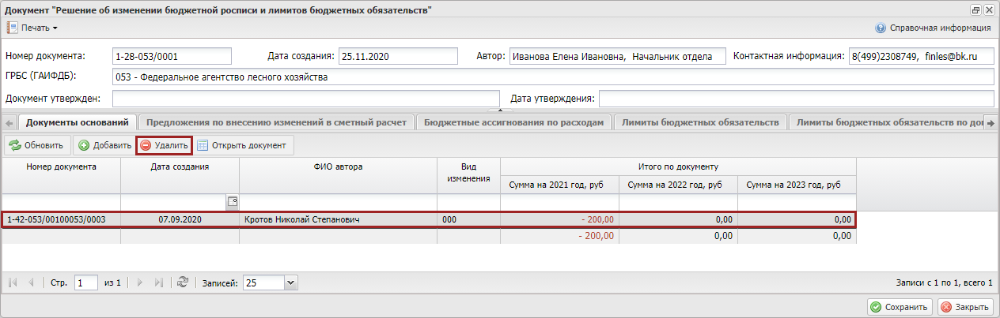 Документ "Решение об изменении бюджетной росписи и лимитов бюджетных обязательств"
Печать Справочная информация
Номер документа: 1-28-053/0001 Дата создания: 25.11.2020 Автор: Иванова Елена Ивановна, Начальник отдела Контактная информация: 8(499)2308749, finles@bk.ru
ГРБС (ГАИФДБ): 053 - Федеральное агентство лесного хозяйства
Документ утвержден: Дата утверждения:
Документы оснований Предложения по внесению изменений в сметный расчет Бюджетные ассигнования по расходам Лимиты бюджетных обязательств Лимиты бюджетных обязательств по до
Обновить Добавить Удалить Открыть документ
Номер документа Дата создания ФИО автора Вид изменения Итого по документу
Сумма на 2021 год, руб Сумма на 2022 год, руб Сумма на 2023 год, руб
1-42-053/00100053/0003 07.09.2020 Кротов Николай Степанович 000 - 200,00 0,00 0,00
- 200,00 0,00 0,00
Стр. 1 из 1 Записей: 25 Записи с 1 по 1, всего 1
Сохранить Закрыть